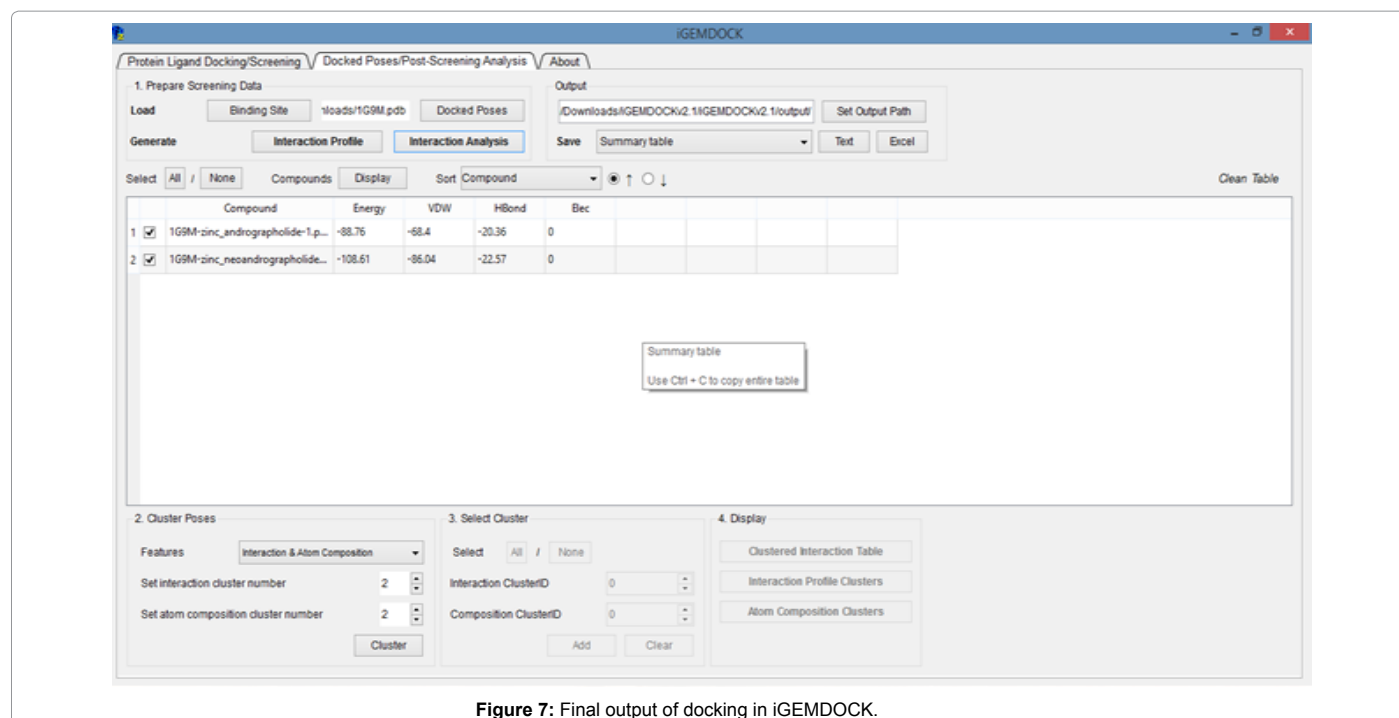 iGEMDOCK
Protein Ligand Docking/Screening
Docked Poses/Post-Screening Analysis
About
1. Prepare Screening Data
Output
Load
Binding Site
loads/1G9M.pdb
Docked Poses
/Downloads/iGEMDOCKv2.1/iGEMDOCKv2.1/output/
Set Output Path
Generate
Interaction Profile
Interaction Analysis
Save
Summary table
Text
Excel
Select All / None
Compounds
Display
Sort Compound
↑
↓
Clean Table
Compound Energy VDW HBond Bec
1 1G9M-zinc_andrographolide-1.p... -88.76 -68.4 -20.36 0
2 1G9M-zinc_neoandrographolide... -108.61 -86.04 -22.57 0
Summary table
Use Ctrl + C to copy entire table
2. Cluster Poses
Features
Interaction & Atom Composition
Set interaction cluster number 2
Set atom composition cluster number 2
Cluster
3. Select Cluster
Select All / None
Interaction ClusterID 0
Composition ClusterID 0
Add
Clear
4. Display
Clustered Interaction Table
Interaction Profile Clusters
Atom Composition Clusters
Figure 7: Final output of docking in iGEMDOCK.